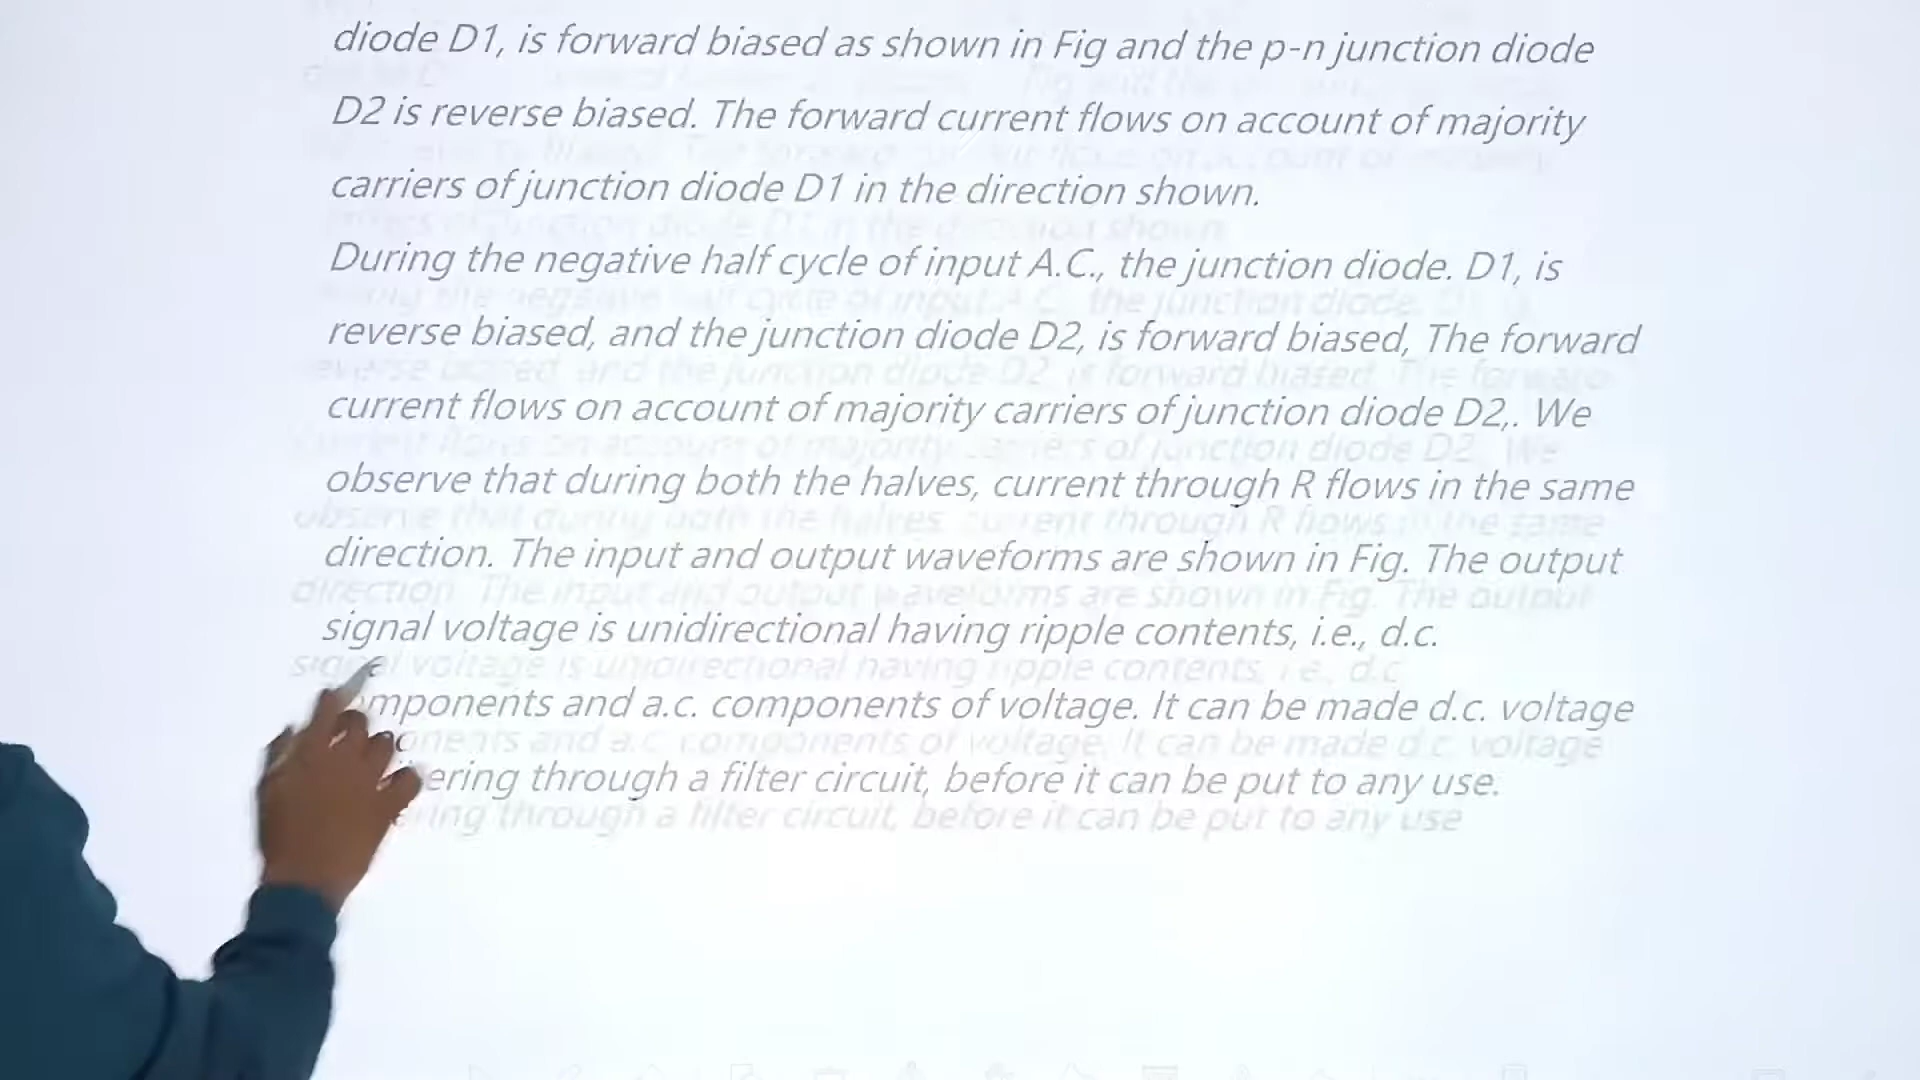 diode D1, is forward biased as shown in Fig and the p-n junction diode
D2 is reverse biased. The forward current flows on account of majority
carriers of junction diode D1 in the direction shown.
During the negative half cycle of input A.C., the junction diode. D1, is
reverse biased, and the junction diode D2, is forward biased, The forward
current flows on account of majority carriers of junction diode D2,. We
observe that during both the halves, current through R flows in the same
direction. The input and output waveforms are shown in Fig. The output
signal voltage is unidirectional having ripple contents, i.e., d.c.
and a.c. components of voltage. It can be made d.c. voltage
through a filter circuit, before it can be put to any use.